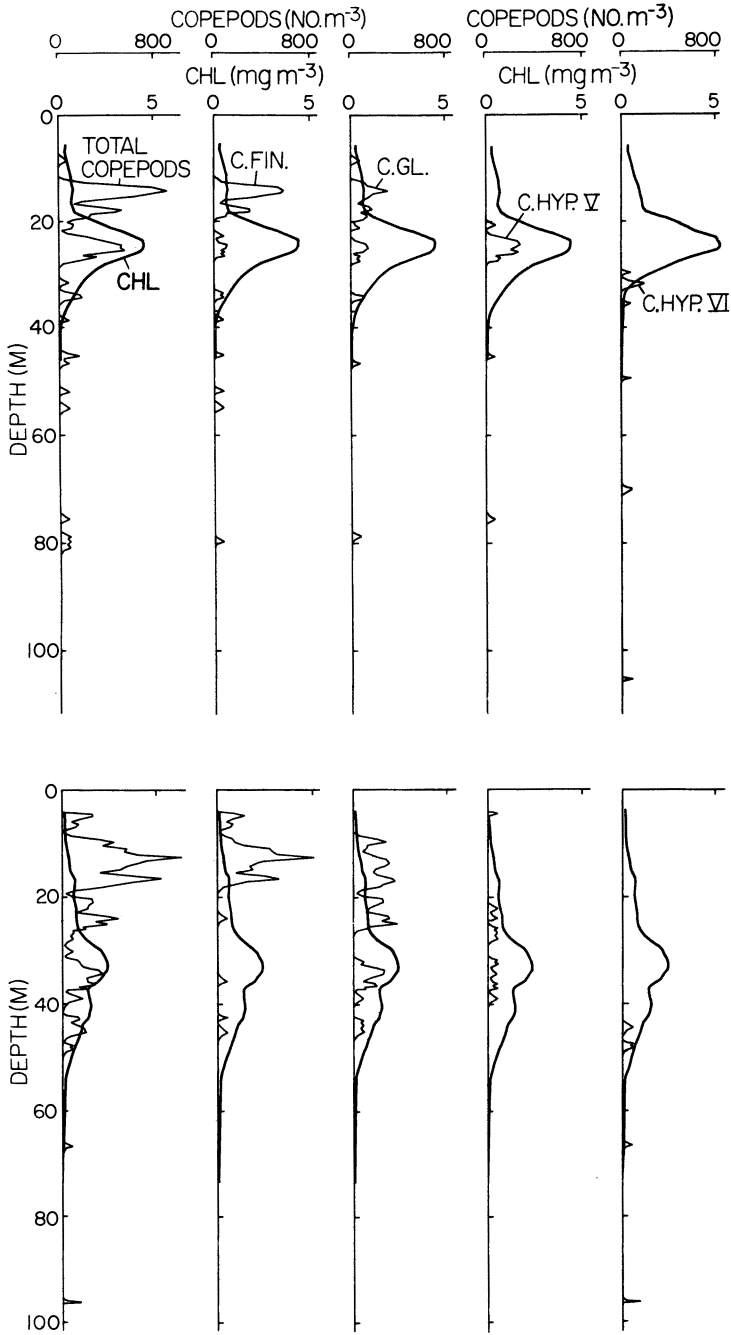 COPEPODS (NO. m⁻³) COPEPODS (NO. m⁻³)
0 800 0 800 0 800 0 800 0 800
CHL (mg m⁻³) CHL (mg m⁻³)
0 5 0 5 0 5 0 5 0 5
0
TOTAL
COPEPODS
C.FIN.
C.GL.
C.HYP. V
CHL
C.HYP. VI
20
40
60
80
100
DEPTH (M)
0
20
40
60
80
100
DEPTH (M)